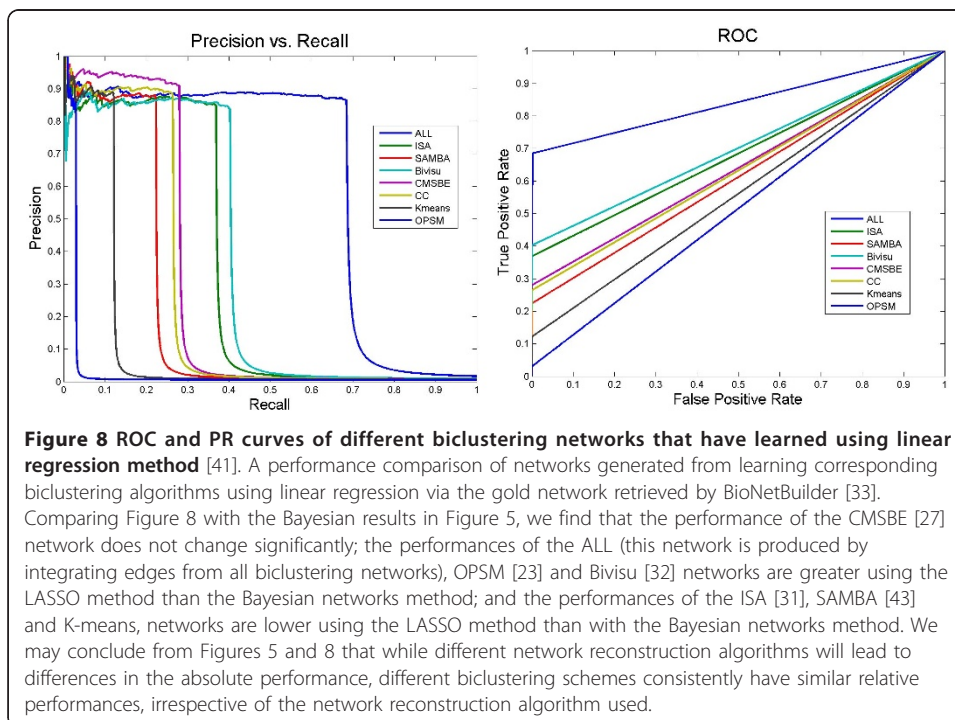 Precision vs. Recall
1
0.9
0.8
0.7
0.6
0.5
0.4
0.3
0.2
0.1
0
Precision
0 0.1 0.2 0.3 0.4 0.5 0.6 0.7 0.8 0.9 1
Recall
ALL
ISA
SAMBA
Bivisu
CMSBE
CC
Kmeans
OPSM
ROC
1
0.9
0.8
0.7
0.6
0.5
0.4
0.3
0.2
0.1
0
True Positive Rate
0 0.1 0.2 0.3 0.4 0.5 0.6 0.7 0.8 0.9 1
False Positive Rate
ALL
ISA
SAMBA
Bivisu
CMSBE
CC
Kmeans
OPSM
Figure 8 ROC and PR curves of different biclustering networks that have learned using linear
regression method [41]. A performance comparison of networks generated from learning corresponding
biclustering algorithms using linear regression via the gold network retrieved by BioNetBuilder [33].
Comparing Figure 8 with the Bayesian results in Figure 5, we find that the performance of the CMSBE [27]
network does not change significantly; the performances of the ALL (this network is produced by
integrating edges from all biclustering networks), OPSM [23] and Bivisu [32] networks are greater using the
LASSO method than the Bayesian networks method; and the performances of the ISA [31], SAMBA [43]
and K-means, networks are lower using the LASSO method than with the Bayesian networks method. We
may conclude from Figures 5 and 8 that while different network reconstruction algorithms will lead to
differences in the absolute performance, different biclustering schemes consistently have similar relative
performances, irrespective of the network reconstruction algorithm used.